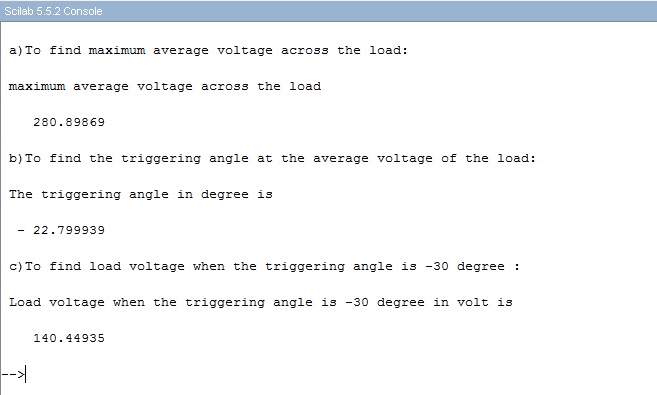 Scilab 5.5.2 Console
a)To find maximum average voltage across the load:
maximum average voltage across the load
280.89869
b)To find the triggering angle at the average voltage of the load:
The triggering angle in degree is
- 22.799939
c)To find load voltage when the triggering angle is -30 degree :
Load voltage when the triggering angle is -30 degree in volt is
140.44935
-->